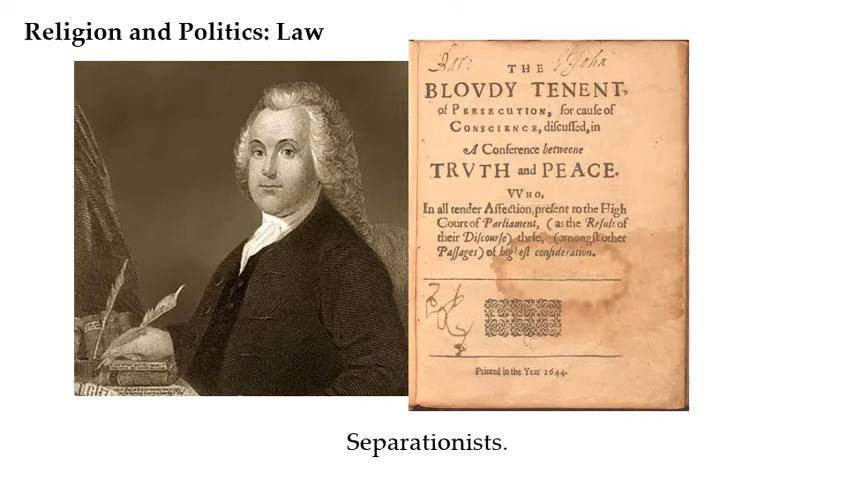 Religion and Politics: Law
Har: John
THE
BLOVDY TENENT,
of PERSECUTION, for cause of
CONSCIENCE, discussed, in
A Conference betweene
TRVTH and PEACE.
VVHO,
In all tender Affection, present to the High
Court of Parliament, (as the Result of
their Discourse) these, (amongst other
Passages) of highest consideration.
Printed in the Year 1644.
Separationists.